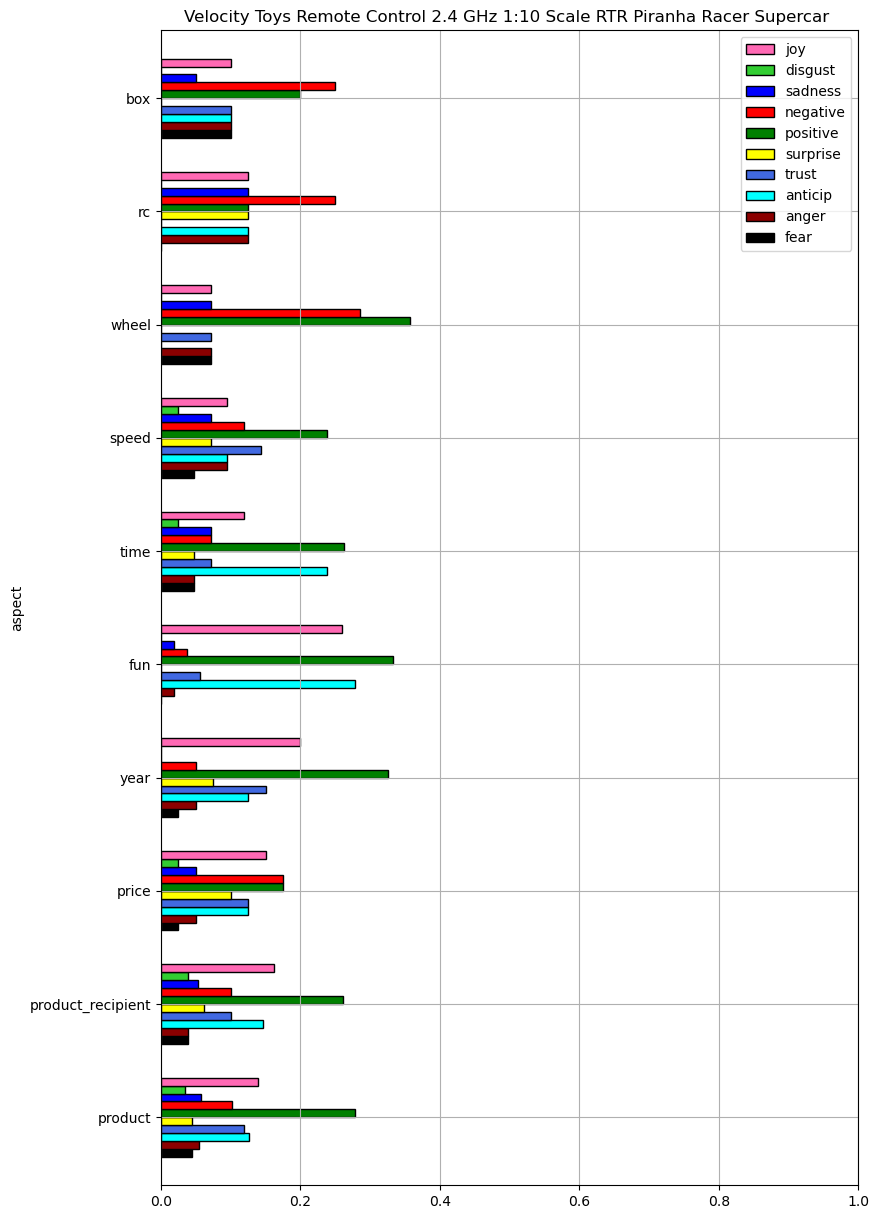 Velocity Toys Remote Control 2.4 GHz 1:10 Scale RTR Piranha Racer Supercar
joy
disgust
sadness
negative
positive
surprise
trust
anticip
anger
fear
box
rc
wheel
speed
time
fun
year
price
product_recipient
product
aspect
0.0 0.2 0.4 0.6 0.8 1.0